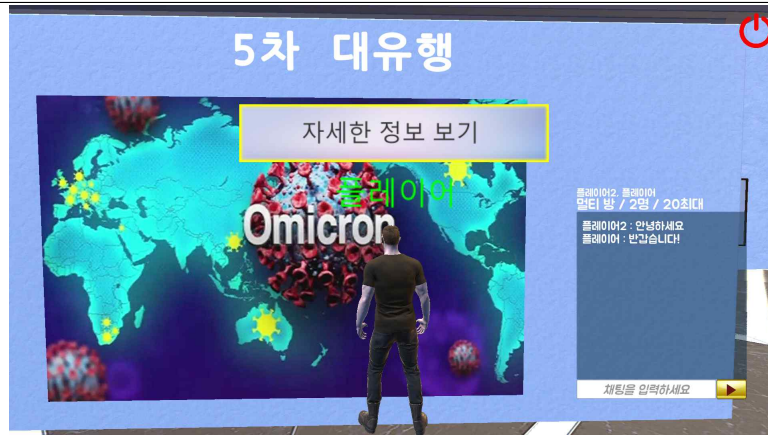 5차 대유행
자세한 정보 보기
플레이어
Omicron
플레이어2. 플레이어
멀티 방 / 2명 / 20최대
플레이어2 : 안녕하세요
플레이어 : 반갑습니다!
채팅을 입력하세요